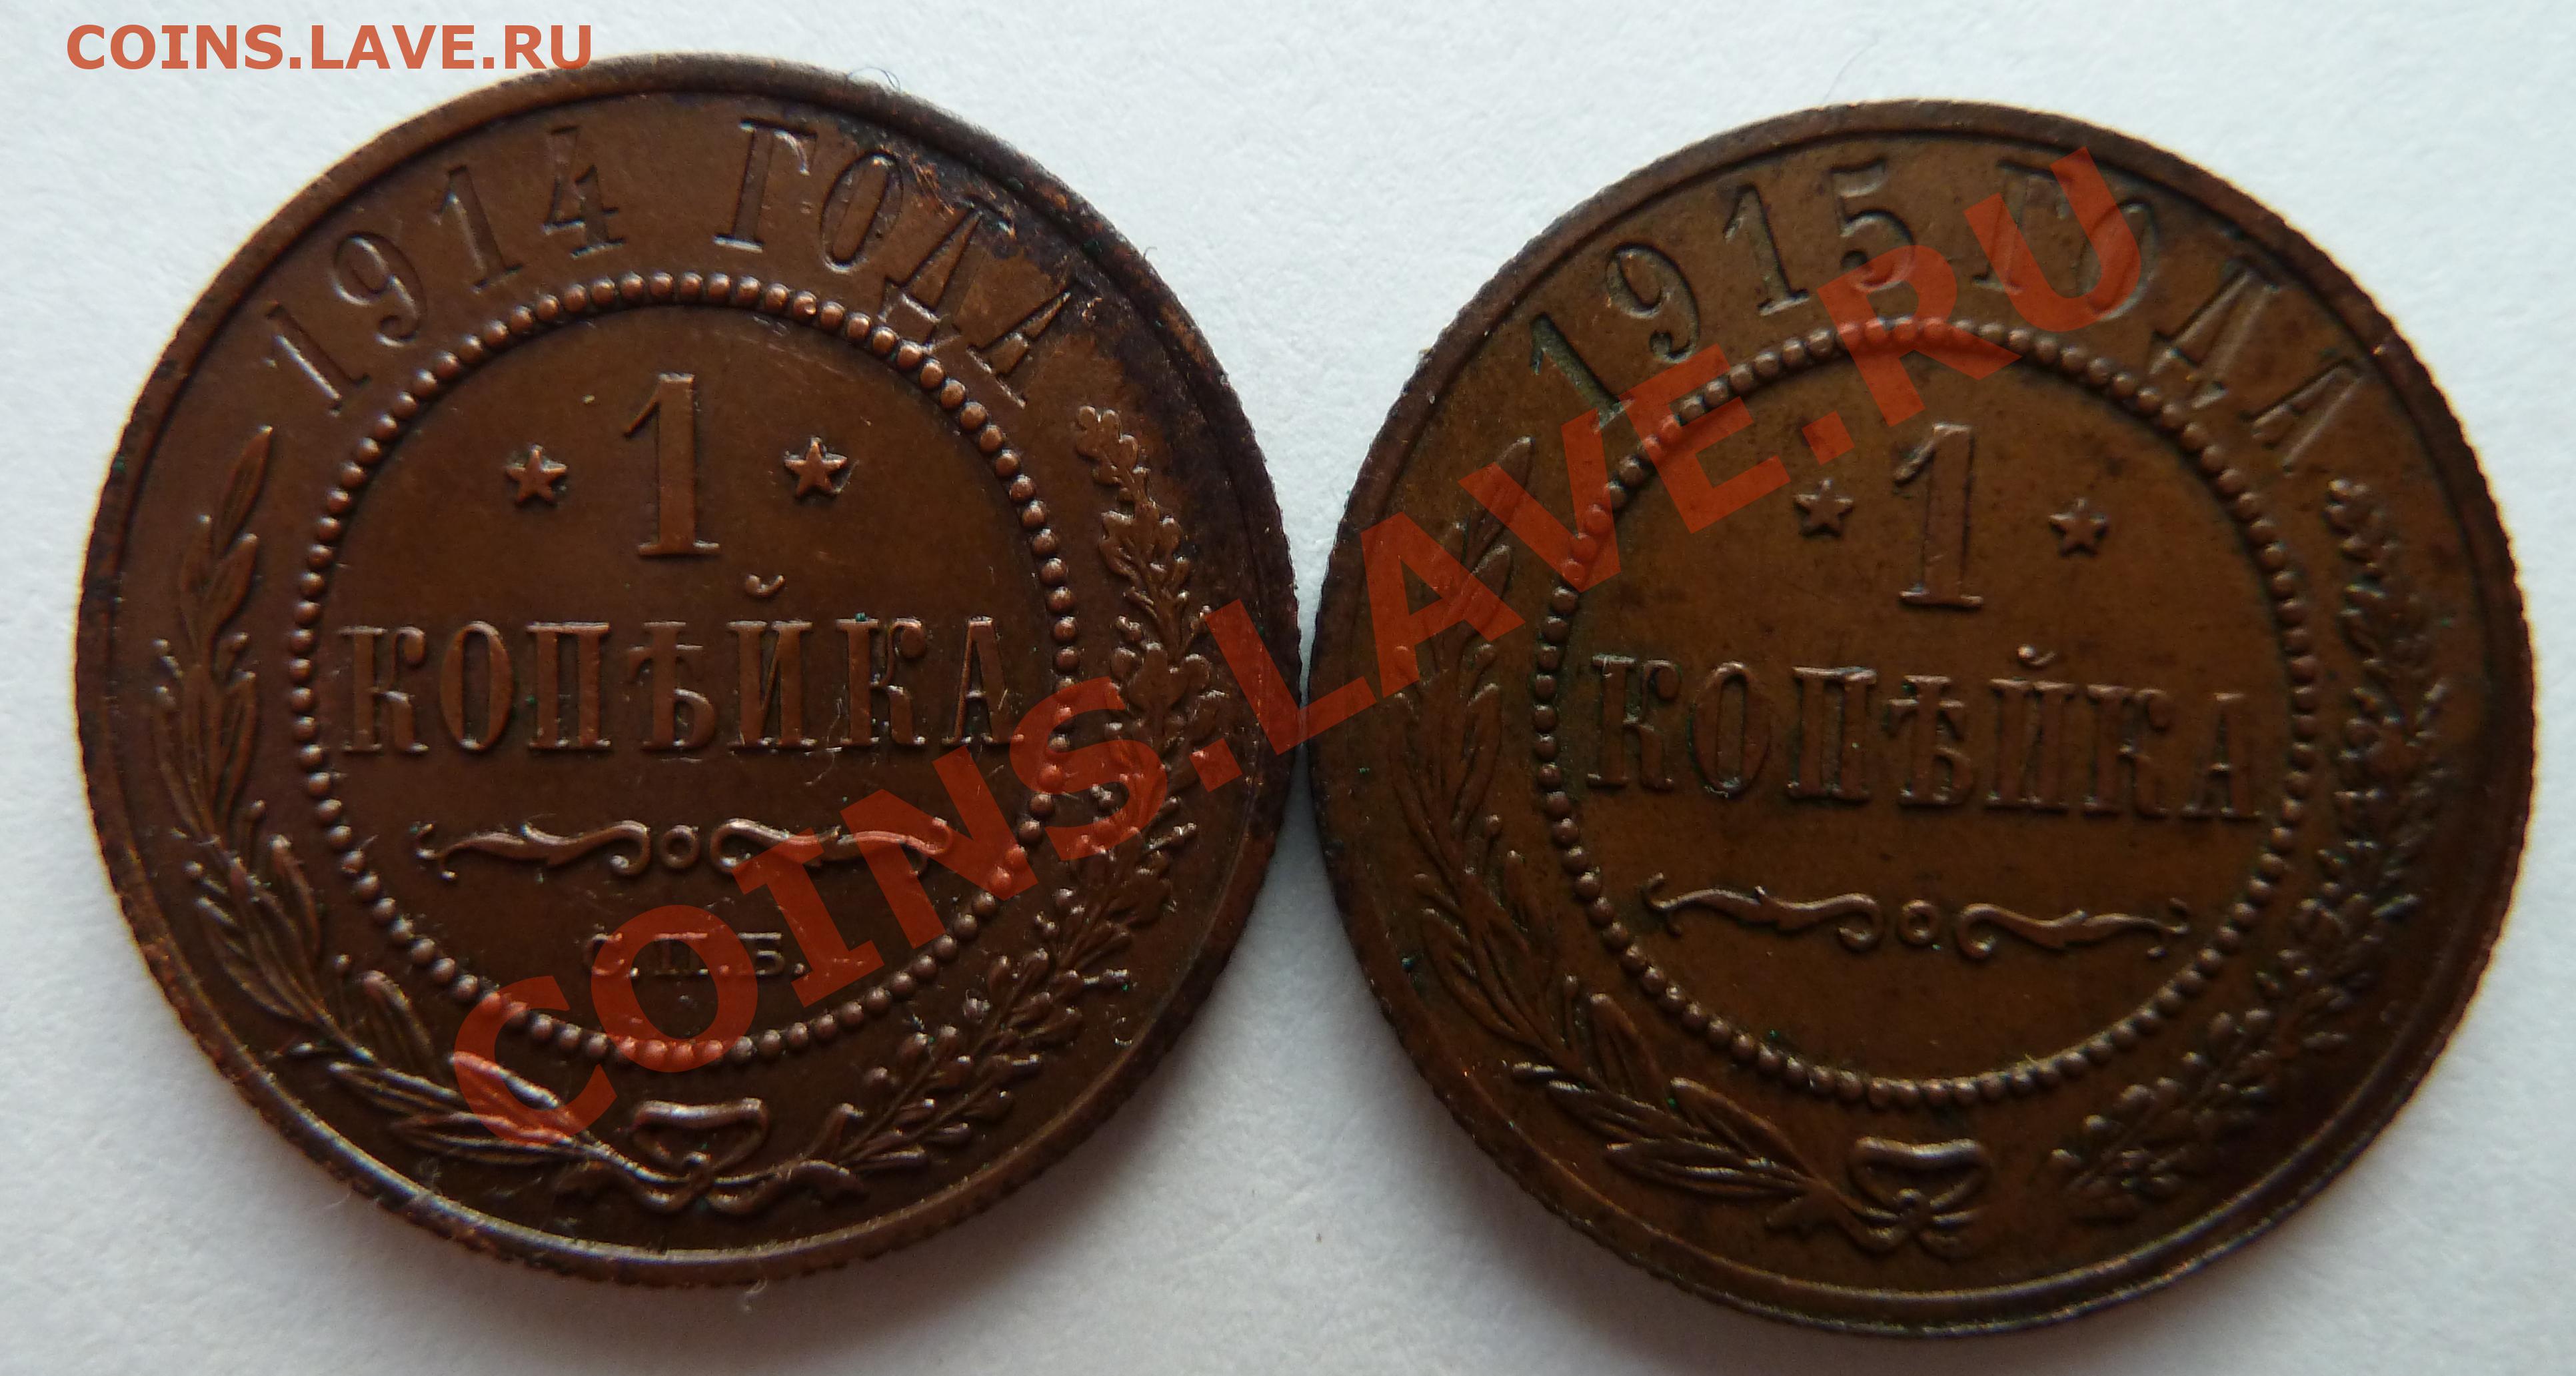 COINS.LAVE.RU
1914 ГОДА
1
КОПѢЙКА
С.П.Б.
1915 ГОДА
1
КОПѢЙКА
COINS.LAVE.RU